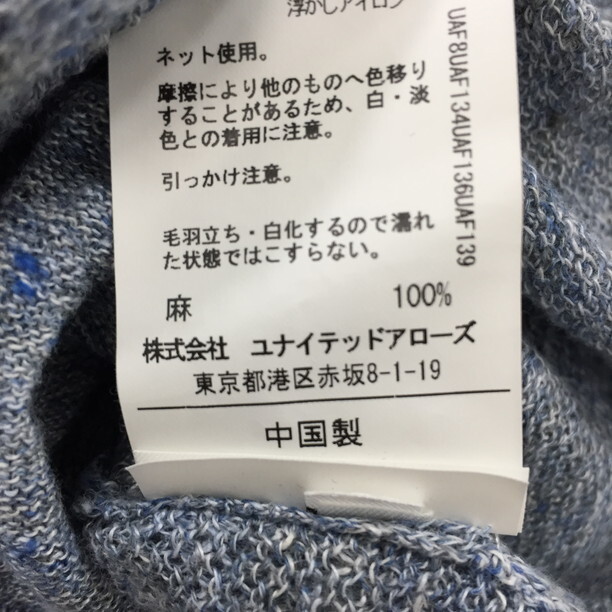 浮かしアイロン
ネット使用。
摩擦により他のものへ色移り
することがあるため、白・淡
色との着用に注意。
引っかけ注意。
毛羽立ち・白化するので濡れ
た状態ではこすらない。
麻 100%
株式会社 ユナイテッドアローズ
東京都港区赤坂8-1-19
中国製
UAF8UAF134UAF136UAF139